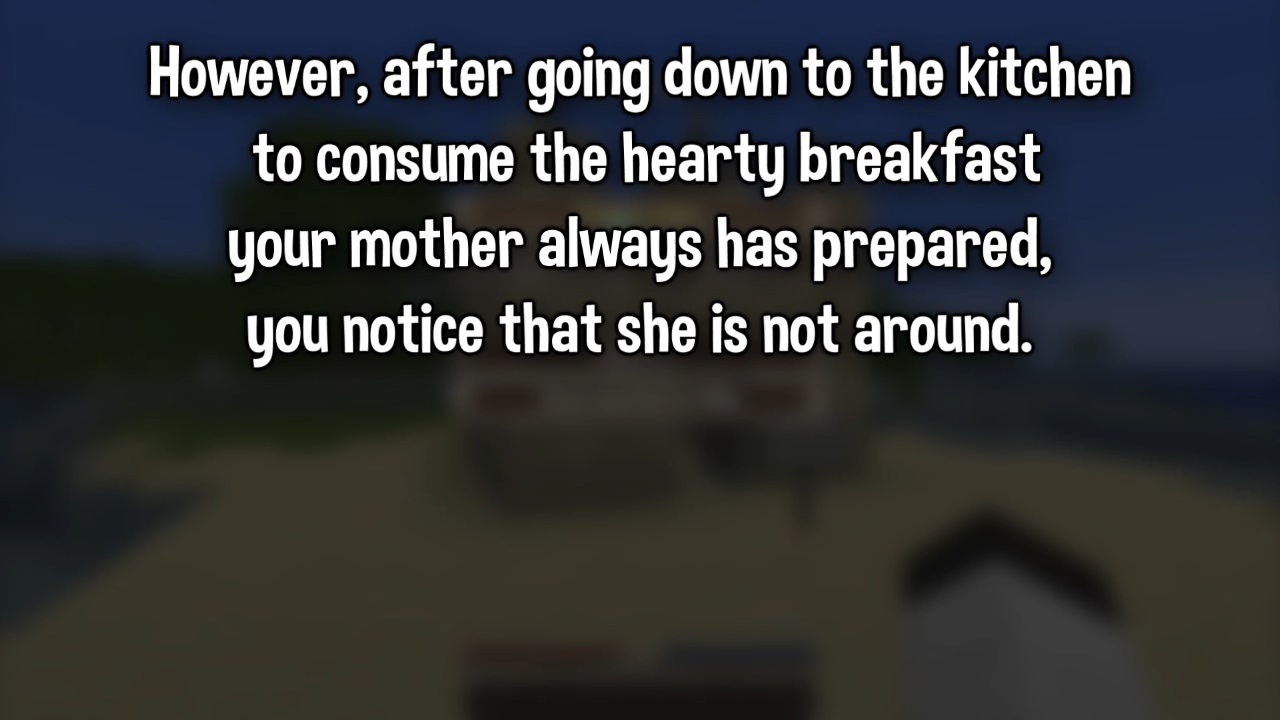 However, after going down to the kitchen
to consume the hearty breakfast
your mother always has prepared,
you notice that she is not around.